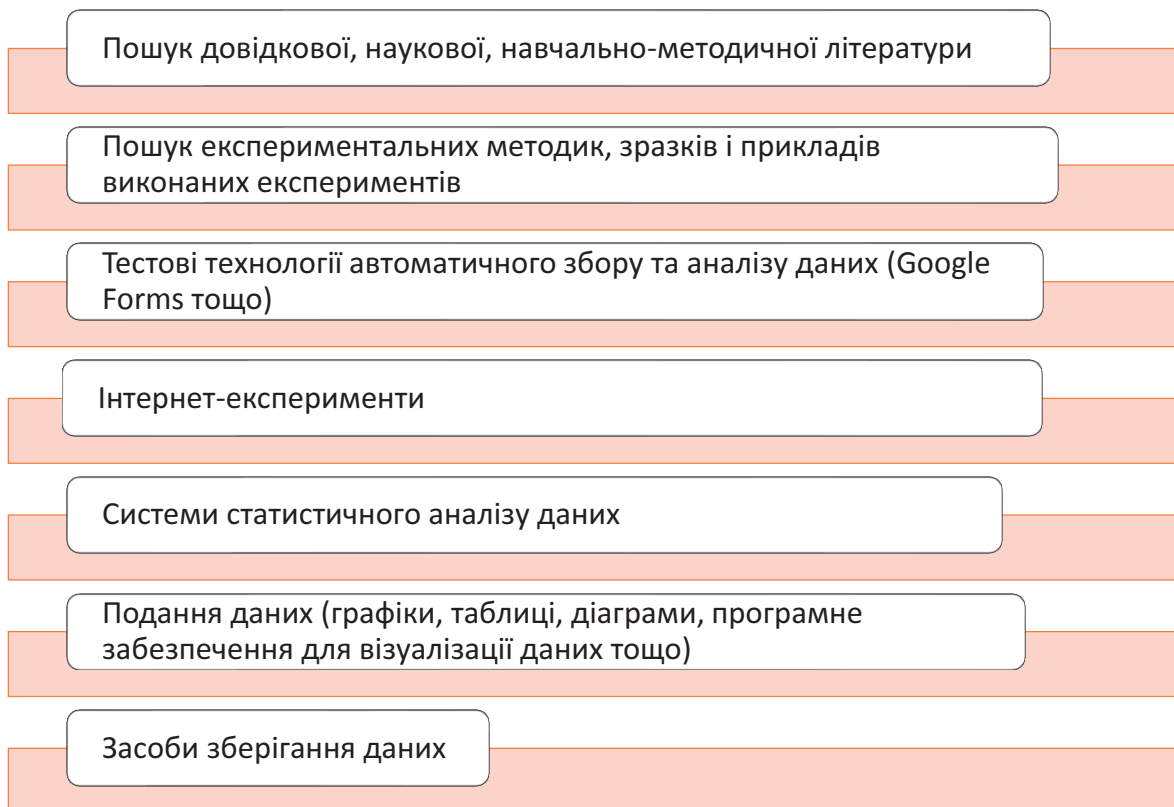 Пошук довідкової, наукової, навчально-методичної літератури
Пошук експериментальних методик, зразків і прикладів
виконаних експериментів
Тестові технології автоматичного збору та аналізу даних (Google
Forms тощо)
Інтернет-експерименти
Системи статистичного аналізу даних
Подання даних (графіки, таблиці, діаграми, програмне
забезпечення для візуалізації даних тощо)
Засоби зберігання даних